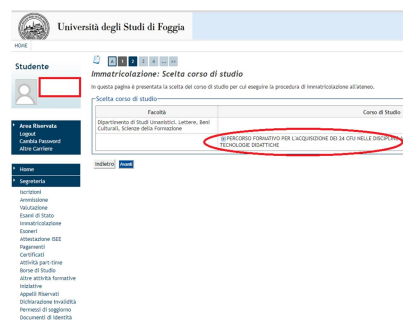 Università degli Studi di Foggia
HOME
Studente
A 1 2 3 4 ... >>
Immatricolazione: Scelta corso di studio
In questa pagina è presentata la scelta del corso di studio per cui eseguire la procedura di immatricolazione all'ateneo.
Scelta corso di studio
Facoltà
Corso di Studio
Dipartimento di Studi Umanistici. Lettere, Beni
Culturali, Scienze della Formazione
PERCORSO FORMATIVO PER L'ACQUISIZIONE DEI 24 CFU NELLE DISCIPLINE
TECNOLOGIE DIDATTICHE
Indietro Avanti
Area Riservata
Logout
Cambia Password
Altre Carriere
Home
Segreteria
Iscrizioni
Ammissione
Valutazione
Esami di Stato
Immatricolazione
Esoneri
Attestazione ISEE
Pagamenti
Certificati
Attività part-time
Borse di Studio
Altre attività formative
Iniziative
Appelli Riservati
Dichiarazione Invalidità
Permessi di soggiorno
Documenti di Identità